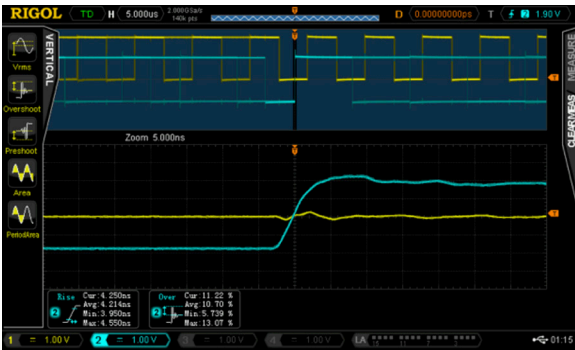 RIGOL T'D H 5.000us 2.000GSa/s 140k pts D 0.00000000ps T 2 1.90 V
VERTICAL
Vrms
Overshoot
Preshoot
Area
PeriodArea
MEASURE
CLEAR MEAS
T
T
Zoom 5.000ns
T
T
Rise Cur:4.250ns
Avg:4.214ns
2 Min:3.950ns
Max:4.550ns
Over Cur:11.22 %
Avg:10.70 %
2 Min:5.739 %
Max:13.07 %
1 = 1.00 V 2 = 1.00 V 3 = 1.00 V 4 = 1.00 V LA 01:15